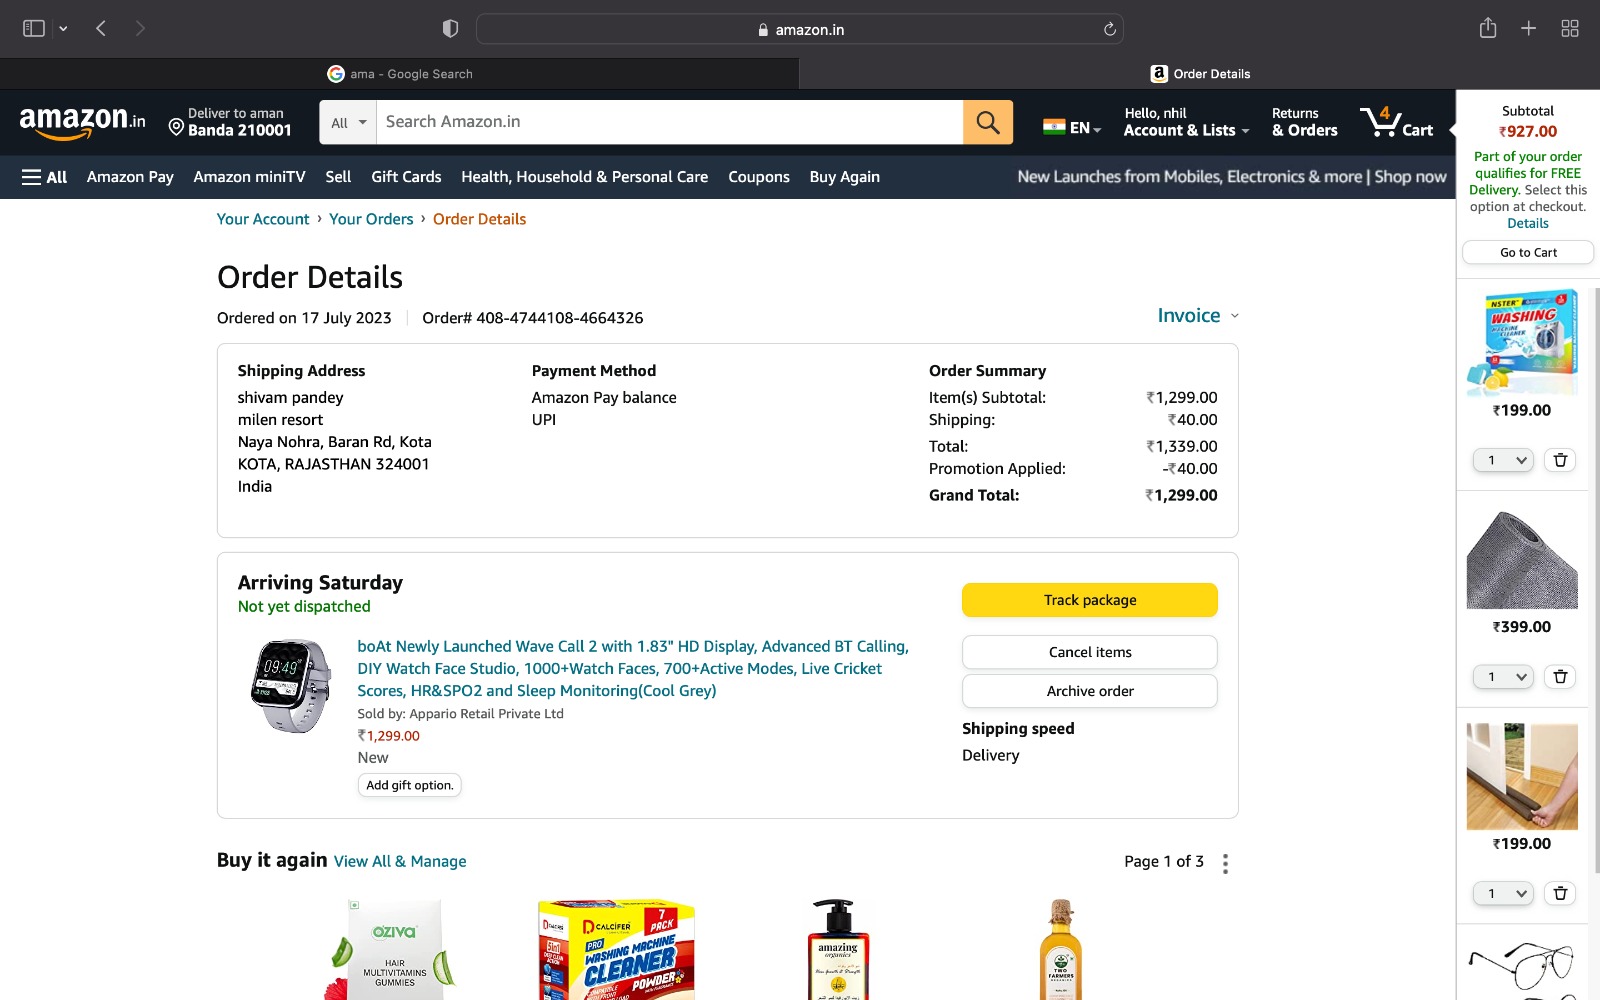 amazon.in
ama - Google Search
Order Details
amazon.in
Deliver to aman
Banda 210001
All
Search Amazon.in
EN
Hello, nhil
Account & Lists
Returns
& Orders
4
Cart
All
Amazon Pay
Amazon miniTV
Sell
Gift Cards
Health, Household & Personal Care
Coupons
Buy Again
New Launches from Mobiles, Electronics & more | Shop now
Your Account › Your Orders › Order Details
Order Details
Ordered on 17 July 2023
Order# 408-4744108-4664326
Invoice
Shipping Address
shivam pandey
milen resort
Naya Nohra, Baran Rd, Kota
KOTA, RAJASTHAN 324001
India
Payment Method
Amazon Pay balance
UPI
Order Summary
Item(s) Subtotal: ₹1,299.00
Shipping: ₹40.00
Total: ₹1,339.00
Promotion Applied: -₹40.00
Grand Total: ₹1,299.00
Arriving Saturday
Not yet dispatched
09:49
boAt Newly Launched Wave Call 2 with 1.83" HD Display, Advanced BT Calling,
DIY Watch Face Studio, 1000+Watch Faces, 700+Active Modes, Live Cricket
Scores, HR&SPO2 and Sleep Monitoring(Cool Grey)
Sold by: Appario Retail Private Ltd
₹1,299.00
New
Add gift option.
Track package
Cancel items
Archive order
Shipping speed
Delivery
Buy it again View All & Manage
Page 1 of 3
OZIVA
HAIR
MULTIVITAMINS
GUMMIES
CALCIFER
7
PACK
PRO
WASHING MACHINE
CLEANER
POWDER
amazing
organics
TWO
FARMERS
Subtotal
₹927.00
Part of your order
qualifies for FREE
Delivery. Select this
option at checkout.
Details
Go to Cart
NSTER
WASHING
MACHINE
CLEANER
₹199.00
1
₹399.00
1
₹199.00
1